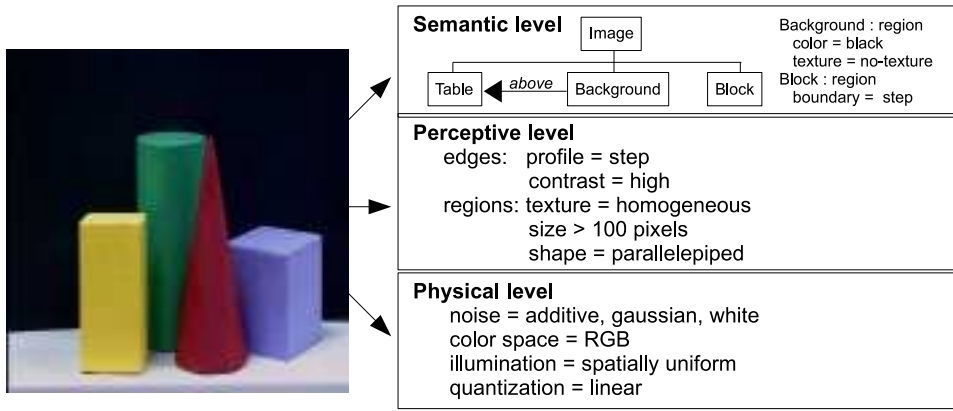 Semantic level
Image
Table
above
Background
Block
Background : region
color = black
texture = no-texture
Block : region
boundary = step
Perceptive level
edges: profile = step
contrast = high
regions: texture = homogeneous
size > 100 pixels
shape = parallelepiped
Physical level
noise = additive, gaussian, white
color space = RGB
illumination = spatially uniform
quantization = linear